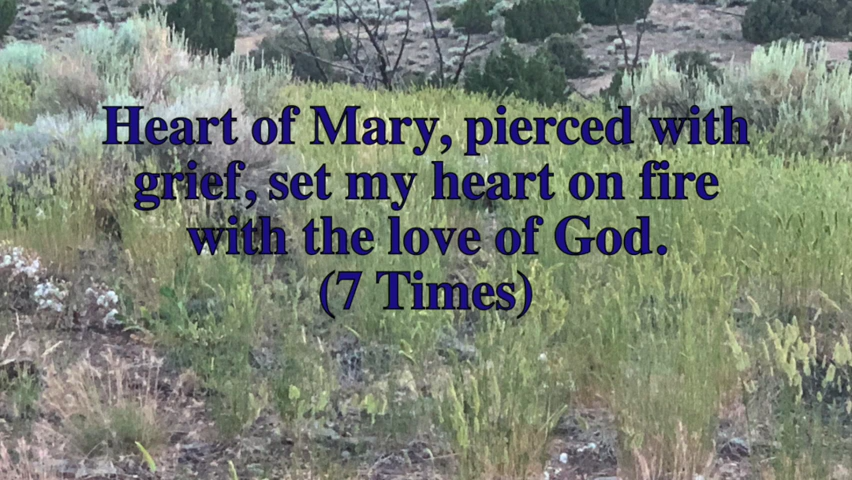 Heart of Mary, pierced with
grief, set my heart on fire
with the love of God.
(7 Times)